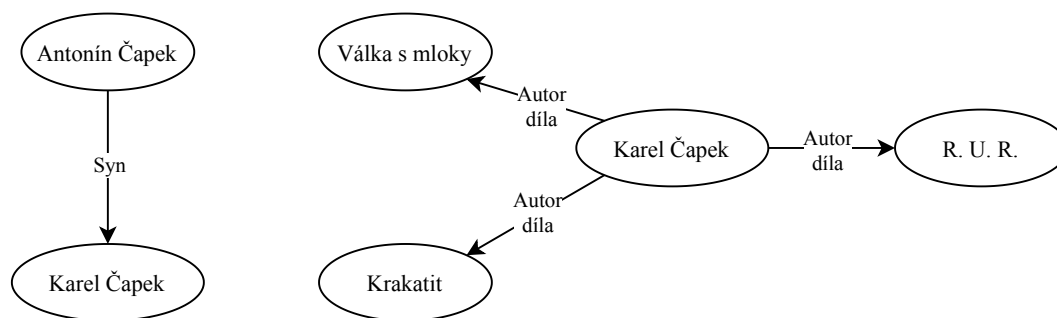 Antonín Čapek
Syn
Karel Čapek
Válka s mloky
Autor
díla
Karel Čapek
Autor
díla
R. U. R.
Autor
díla
Krakatit